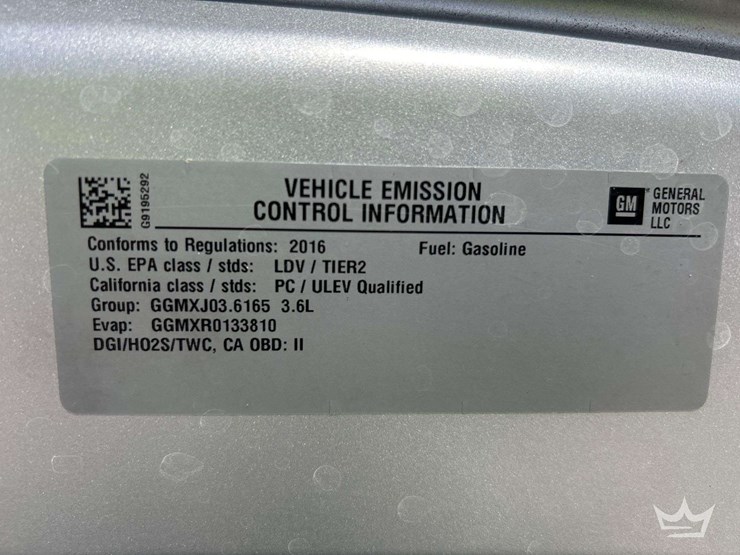 G9195292
VEHICLE EMISSION
CONTROL INFORMATION
GM
GENERAL
MOTORS
LLC
Conforms to Regulations: 2016 Fuel: Gasoline
U.S. EPA class / stds: LDV / TIER2
California class / stds: PC / ULEV Qualified
Group: GGMXJ03.6165 3.6L
Evap: GGMXR0133810
DGI/HO2S/TWC, CA OBD: II